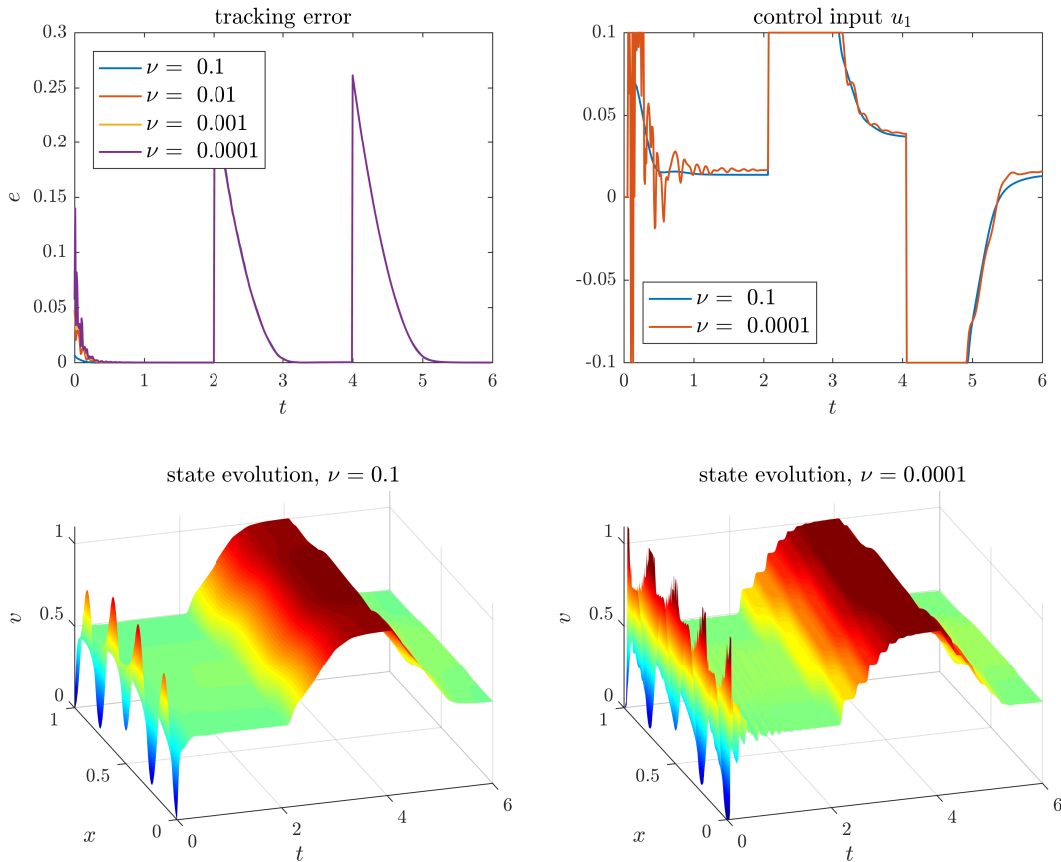 tracking error
0.3
0.25
0.2
0.15
0.1
0.05
0
e
0 1 2 3 4 5 6
t
ν = 0.1
ν = 0.01
ν = 0.001
ν = 0.0001
control input u₁
0.1
0.05
0
-0.05
-0.1
0 1 2 3 4 5 6
t
ν = 0.1
ν = 0.0001
state evolution, ν = 0.1
1
0.5
0
v
1
0.5
0
x
0
2
4
6
t
state evolution, ν = 0.0001
1
0.5
0
v
1
0.5
0
x
0
2
4
6
t